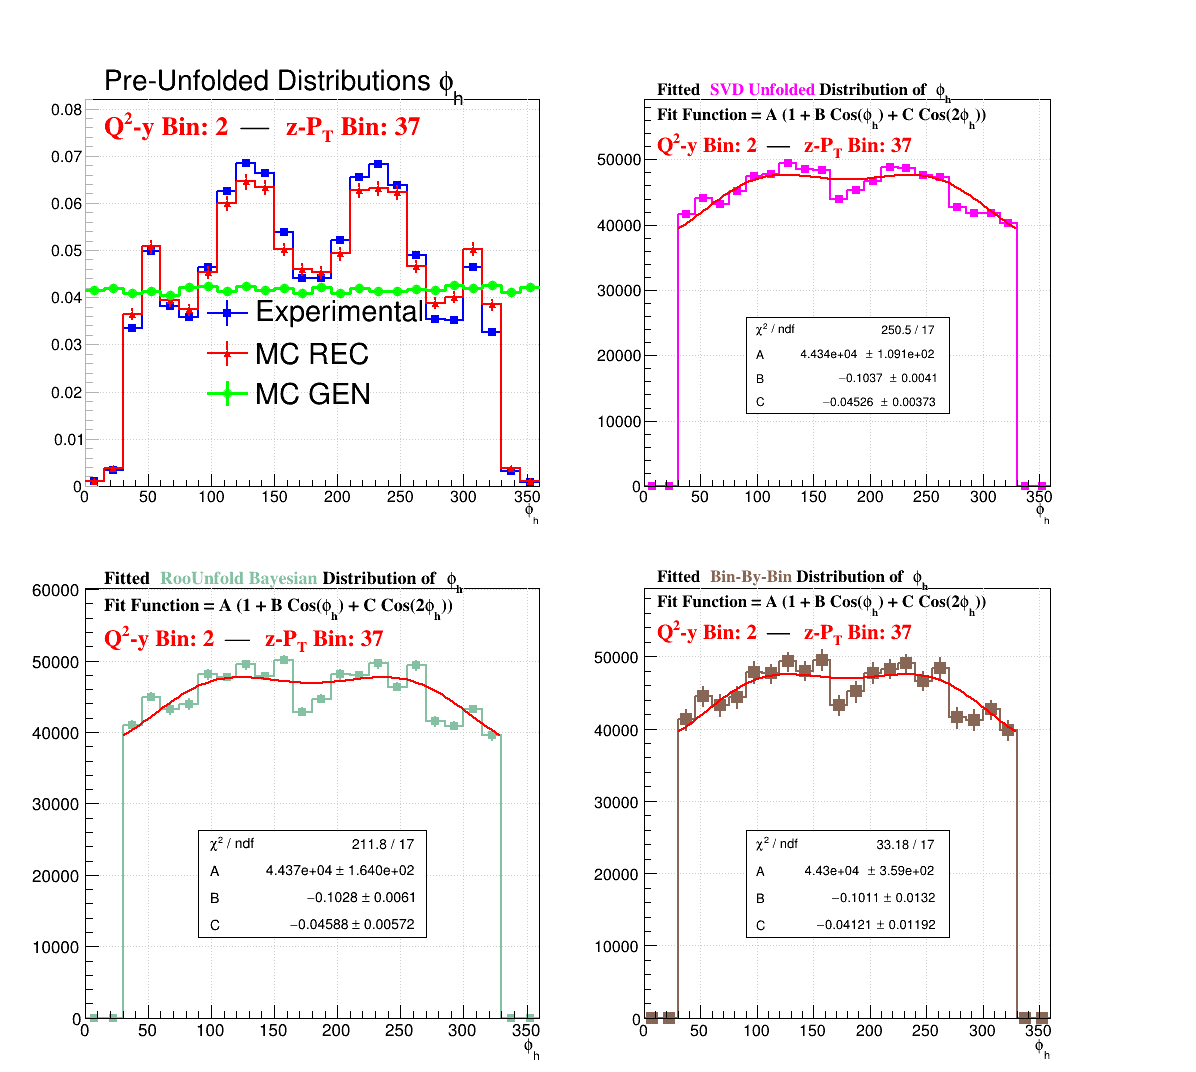 Pre-Unfolded Distributions ϕh
Q²-y Bin: 2 — z-PT Bin: 37
0.08
0.07
0.06
0.05
0.04
0.03
0.02
0.01
0
Experimental
MC REC
MC GEN
0 50 100 150 200 250 300 350
ϕh
Fitted SVD Unfolded Distribution of ϕh
Fit Function = A (1 + B Cos(ϕh) + C Cos(2ϕh))
Q²-y Bin: 2 — z-PT Bin: 37
50000
40000
30000
20000
10000
0
χ² / ndf 250.5 / 17
A 4.434e+04 ± 1.091e+02
B −0.1037 ± 0.0041
C −0.04526 ± 0.00373
0 50 100 150 200 250 300 350
ϕh
Fitted RooUnfold Bayesian Distribution of ϕh
Fit Function = A (1 + B Cos(ϕh) + C Cos(2ϕh))
Q²-y Bin: 2 — z-PT Bin: 37
60000
50000
40000
30000
20000
10000
0
χ² / ndf 211.8 / 17
A 4.437e+04 ± 1.640e+02
B −0.1028 ± 0.0061
C −0.04588 ± 0.00572
0 50 100 150 200 250 300 350
ϕh
Fitted Bin-By-Bin Distribution of ϕh
Fit Function = A (1 + B Cos(ϕh) + C Cos(2ϕh))
Q²-y Bin: 2 — z-PT Bin: 37
50000
40000
30000
20000
10000
0
χ² / ndf 33.18 / 17
A 4.43e+04 ± 3.59e+02
B −0.1011 ± 0.0132
C −0.04121 ± 0.01192
0 50 100 150 200 250 300 350
ϕh